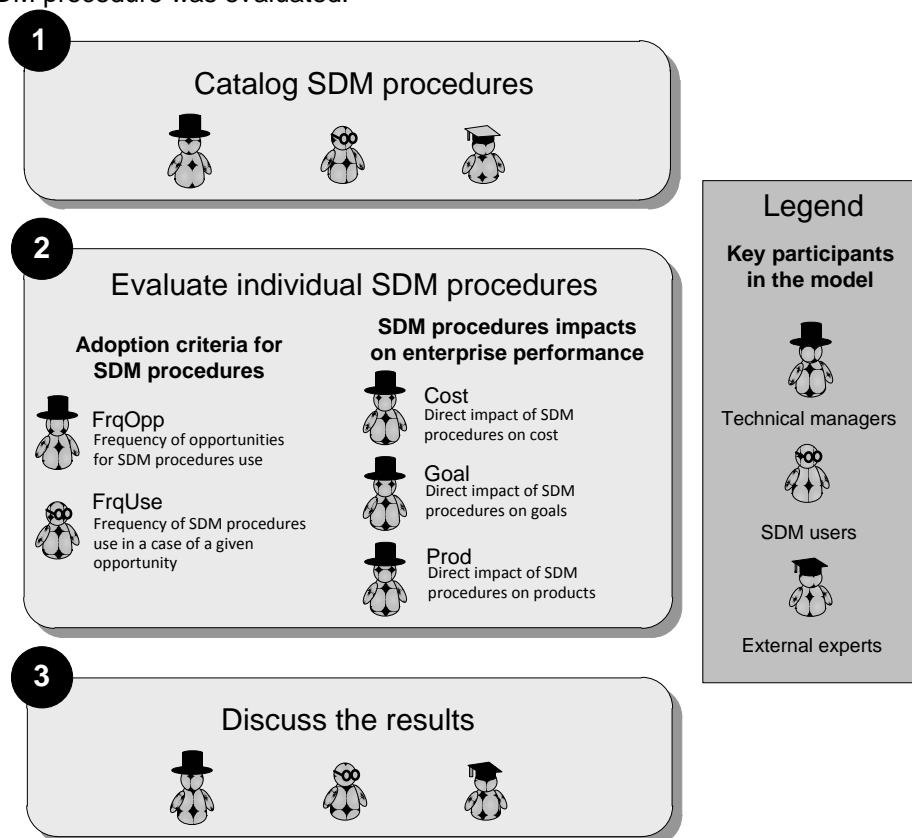 DM procedure was evaluated.
1
Catalog SDM procedures
2
Evaluate individual SDM procedures
Adoption criteria for
SDM procedures
FrqOpp
Frequency of opportunities
for SDM procedures use
FrqUse
Frequency of SDM procedures
use in a case of a given
opportunity
SDM procedures impacts
on enterprise performance
Cost
Direct impact of SDM
procedures on cost
Goal
Direct impact of SDM
procedures on goals
Prod
Direct impact of SDM
procedures on products
3
Discuss the results
Legend
Key participants
in the model
Technical managers
SDM users
External experts